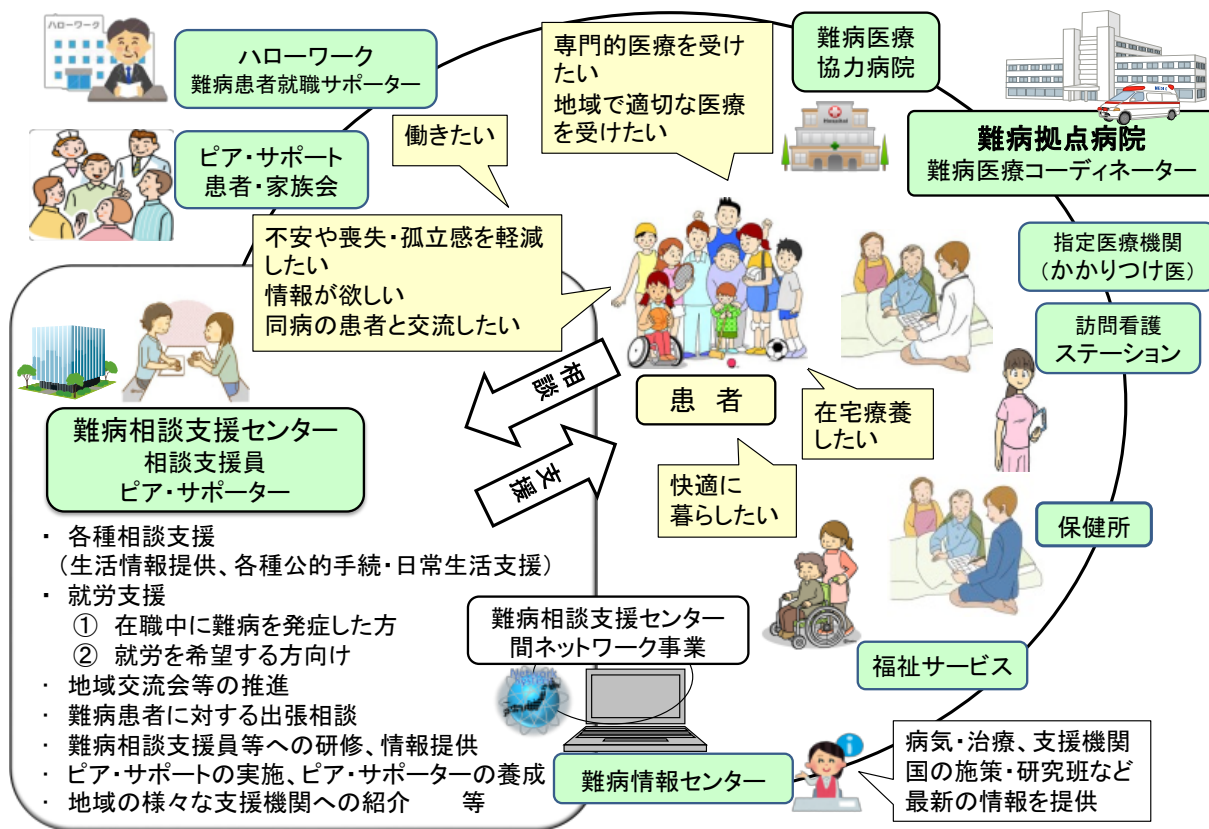 ハローワーク
ハローワーク
難病患者就職サポーター
ピア・サポート
患者・家族会
働きたい
専門的医療を受け
たい
地域で適切な医療
を受けたい
難病医療
協力病院
Hospital
難病拠点病院
難病医療コーディネーター
指定医療機関
（かかりつけ医）
訪問看護
ステーション
不安や喪失・孤立感を軽減
したい
情報が欲しい
同病の患者と交流したい
相談
支援
患 者
在宅療養
したい
快適に
暮らしたい
保健所
福祉サービス
難病相談支援センター
相談支援員
ピア・サポーター
・ 各種相談支援
（生活情報提供、各種公的手続・日常生活支援）
・ 就労支援
① 在職中に難病を発症した方
② 就労を希望する方向け
・ 地域交流会等の推進
・ 難病患者に対する出張相談
・ 難病相談支援員等への研修、情報提供
・ ピア・サポートの実施、ピア・サポーターの養成
・ 地域の様々な支援機関への紹介 等
難病相談支援センター
間ネットワーク事業
難病情報センター
病気・治療、支援機関
国の施策・研究班など
最新の情報を提供